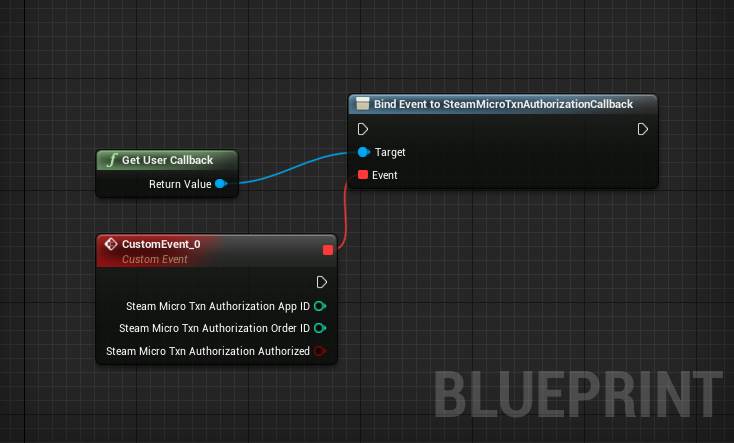 Bind Event to SteamMicroTxnAuthorizationCallback
Target
Event
f Get User Callback
Return Value
CustomEvent_0
Custom Event
Steam Micro Txn Authorization App ID
Steam Micro Txn Authorization Order ID
Steam Micro Txn Authorization Authorized
BLUEPRINT